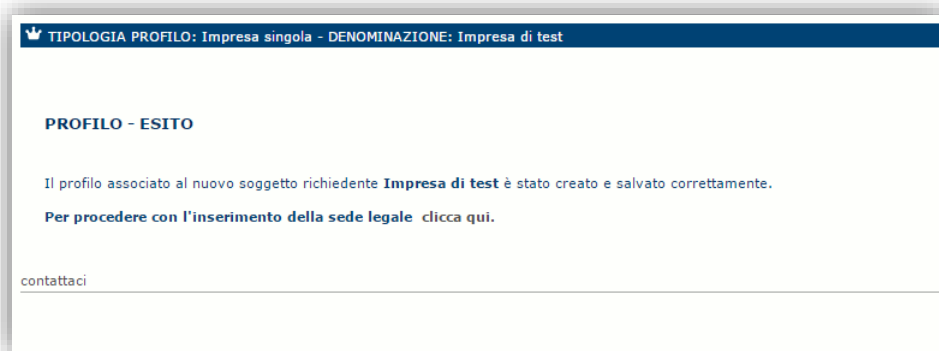 TIPOLOGIA PROFILO: Impresa singola - DENOMINAZIONE: Impresa di test
PROFILO - ESITO
Il profilo associato al nuovo soggetto richiedente Impresa di test è stato creato e salvato correttamente.
Per procedere con l'inserimento della sede legale clicca qui.
contattaci